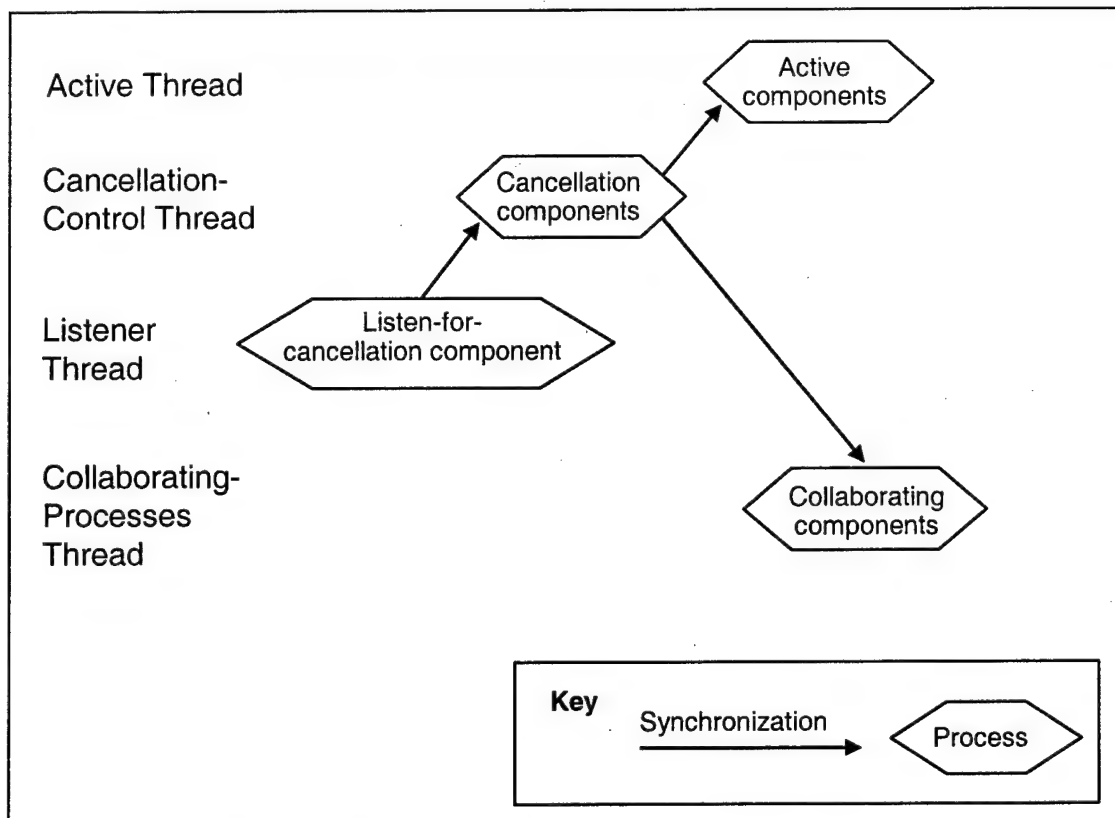 Active Thread
Active
components
Cancellation-
Control Thread
Cancellation
components
Listener
Thread
Listen-for-
cancellation component
Collaborating-
Processes
Thread
Collaborating
components
Key
Synchronization
Process